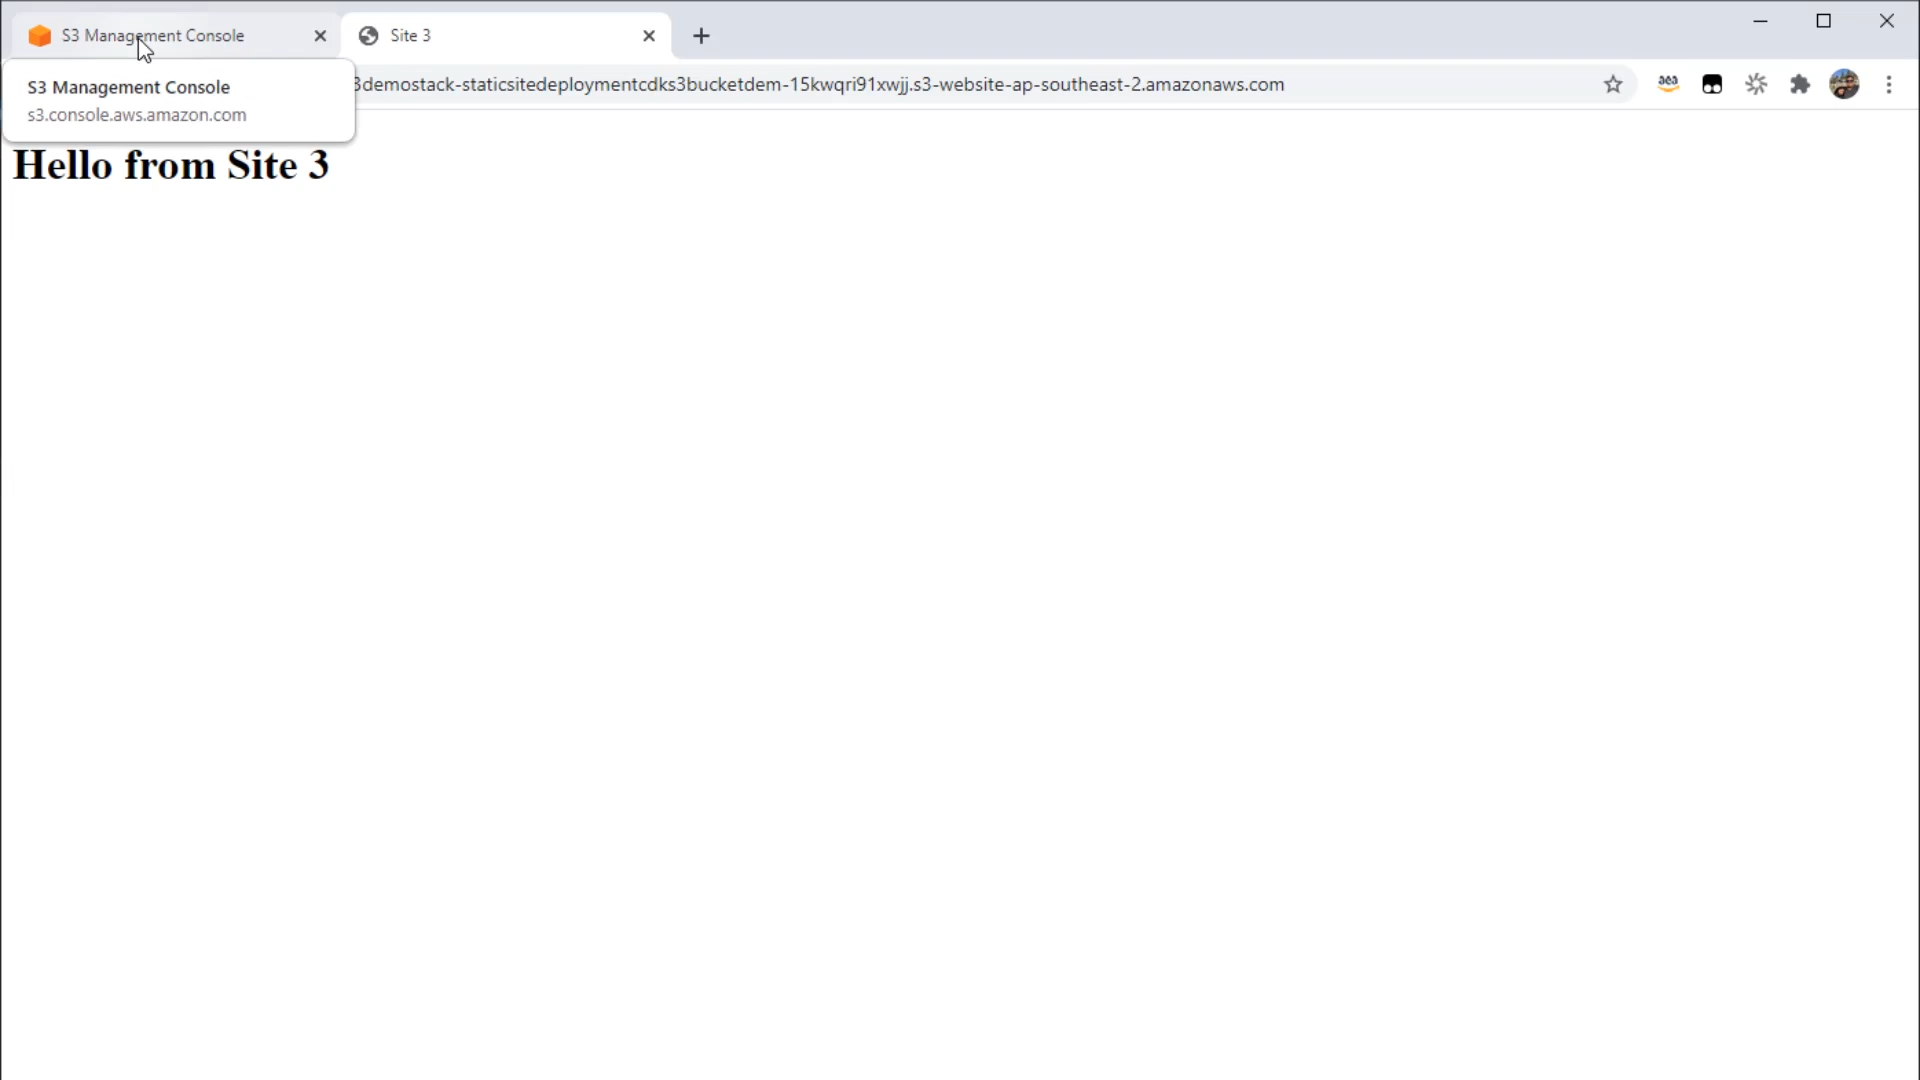 S3 Management Console
Site 3
S3 Management Console
s3.console.aws.amazon.com
3demostack-staticsitedeploymentcdks3bucketdem-15kwqri91xwjj.s3-website-ap-southeast-2.amazonaws.com
Hello from Site 3